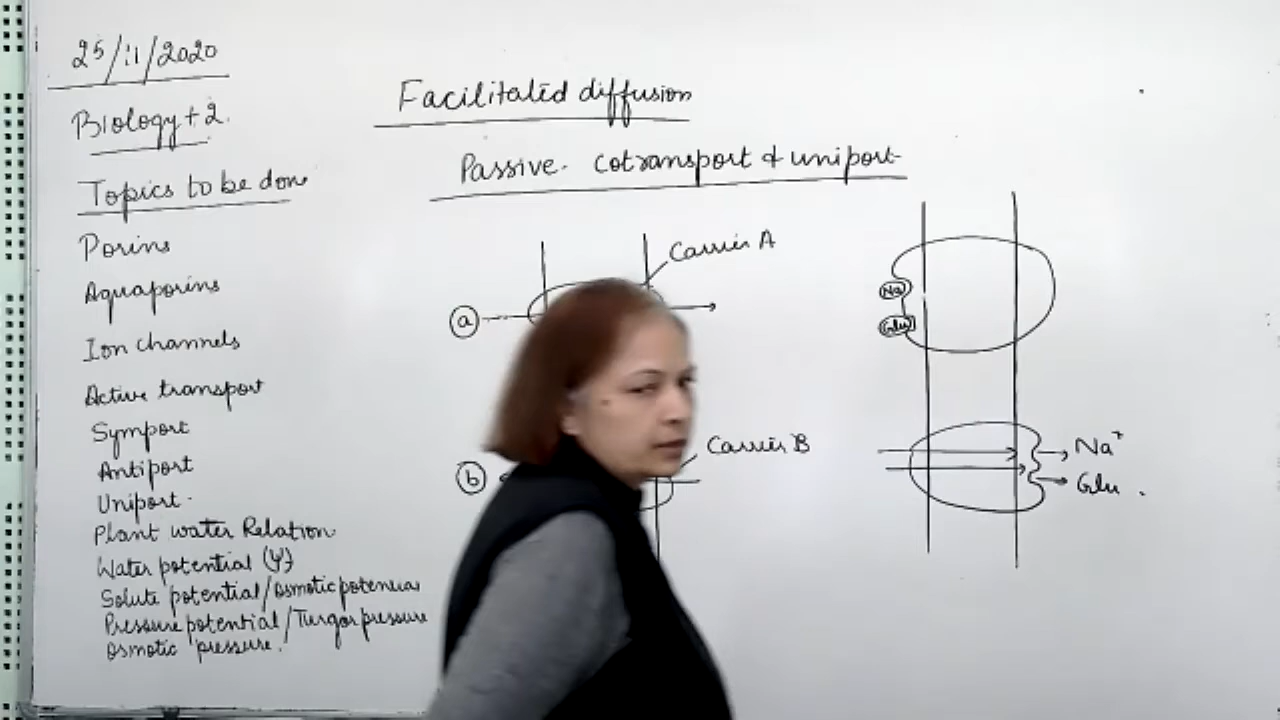 25/11/2020
Biology +2.
Topics to be done
Porins
Aquaporins
Ion channels
Active transport
Symport
Antiport
Uniport.
Plant water Relation.
Water potential (Ψ)
Solute potential/Osmotic potential
Pressure potential/Turgor pressure
Osmotic pressure.
Facilitated diffusion
Passive. Cotransport & uniport
Carrier A
a
Carrier B
b
Na
Glu
Na⁺
Glu.